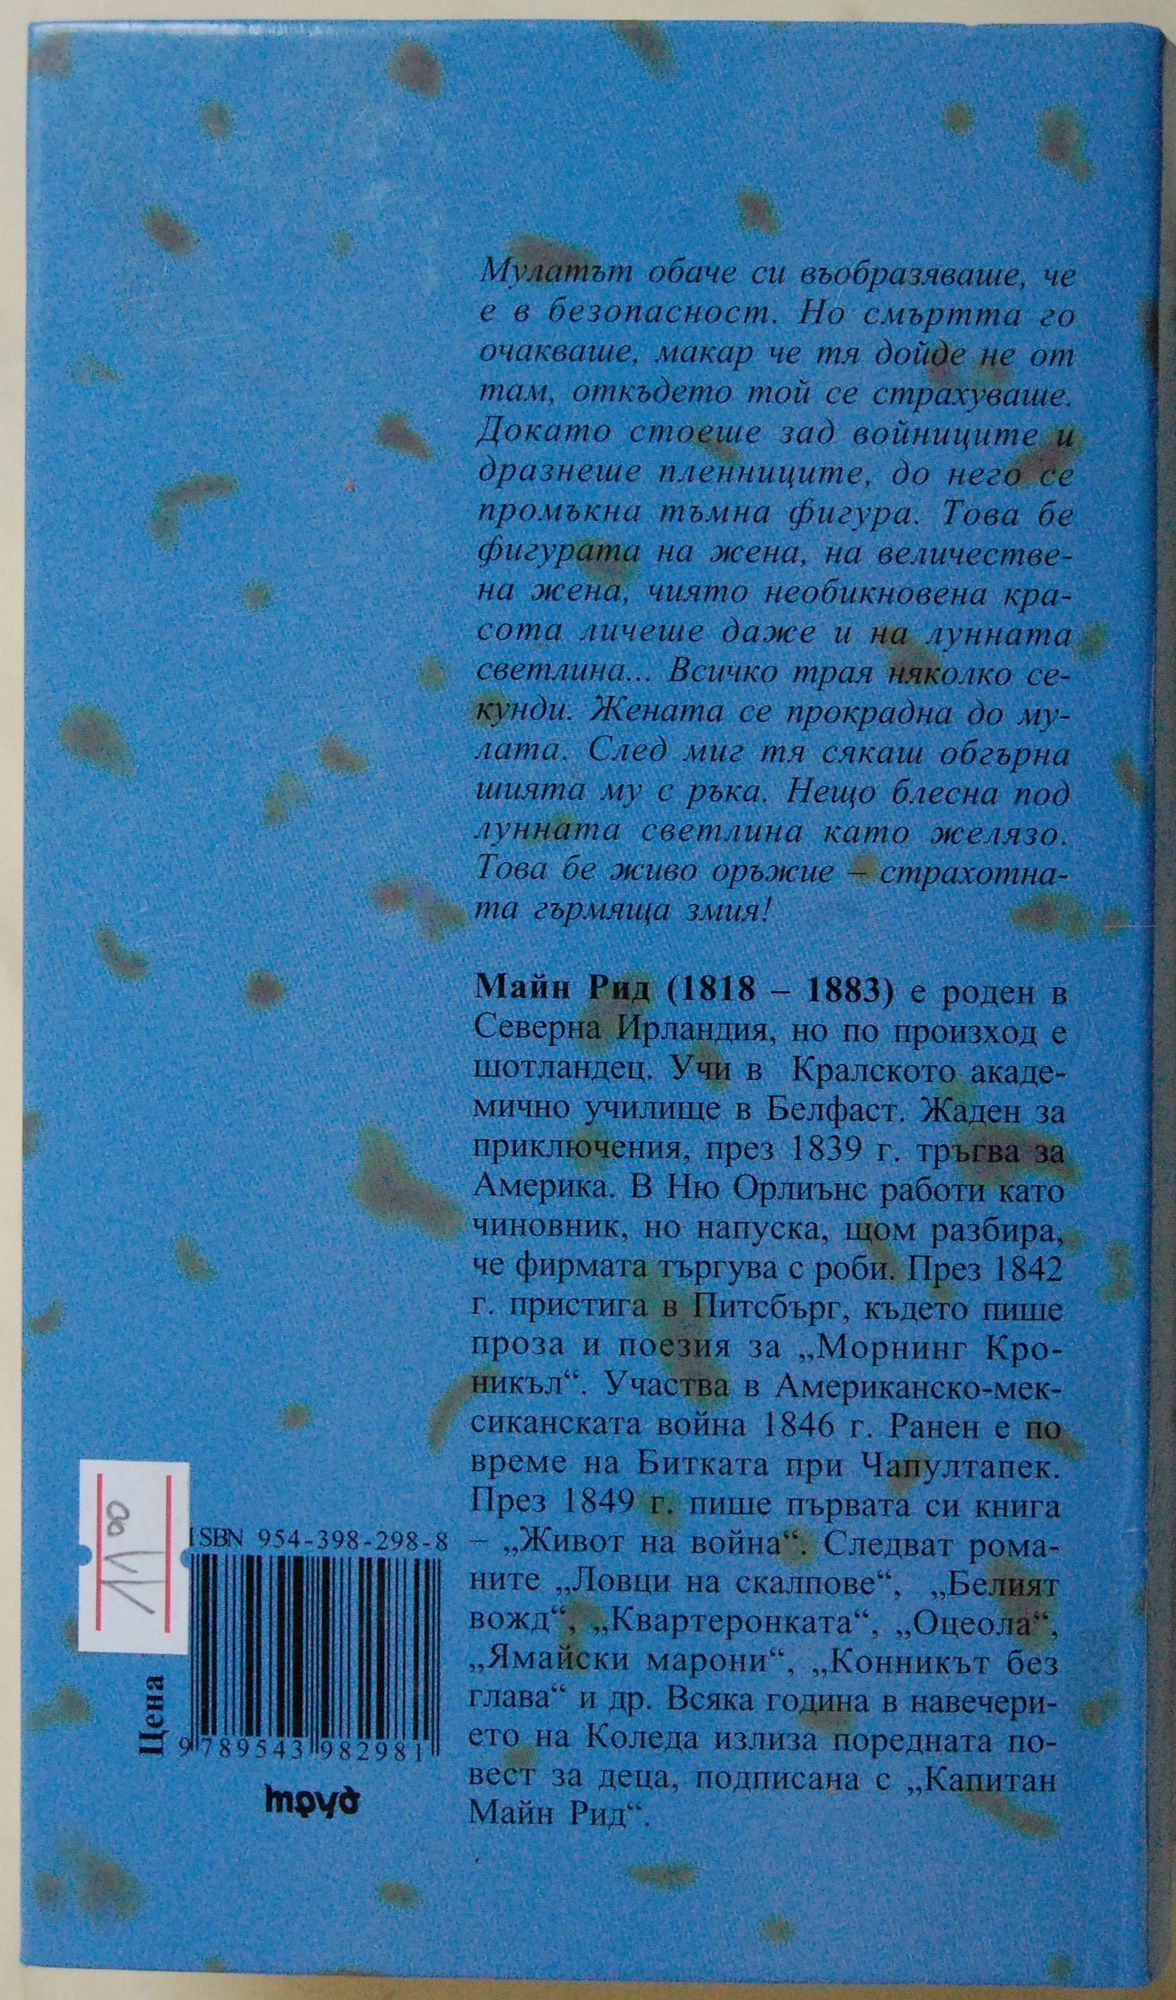 Мулатът обаче си въобразяваше, че
е в безопасност. Но смъртта го
очакваше, макар че тя дойде не от
там, откъдето той се страхуваше.
Докато стоеше зад войниците и
дразнеше пленниците, до него се
промъкна тъмна фигура. Това бе
фигурата на жена, на величестве-
на жена, чиято необикновена кра-
сота личеше даже и на лунната
светлина... Всичко трая няколко се-
кунди. Жената се прокрадна до му-
лата. След миг тя сякаш обгърна
шията му с ръка. Нещо блесна под
лунната светлина като желязо.
Това бе живо оръжие – страхотна-
та гърмяща змия!
Майн Рид (1818 – 1883) е роден в
Северна Ирландия, но по произход е
шотландец. Учи в Кралското акаде-
мично училище в Белфаст. Жаден за
приключения, през 1839 г. тръгва за
Америка. В Ню Орлиънс работи като
чиновник, но напуска, щом разбира,
че фирмата търгува с роби. През 1842
г. пристига в Питсбърг, където пише
проза и поезия за „Морнинг Кро-
никъл“. Участва в Американско-мек-
сиканската война 1846 г. Ранен е по
време на Битката при Чапултапек.
През 1849 г. пише първата си книга
– „Живот на война“. Следват рома-
ните „Ловци на скалпове“, „Белият
вожд“, „Квартеронката“, „Оцеола“,
„Ямайски марони“, „Конникът без
глава“ и др. Всяка година в навечери-
ето на Коледа излиза поредната по-
вест за деца, подписана с „Капитан
Майн Рид“.
ISBN 954-398-298-8
9 789543 982981
Цена
труд